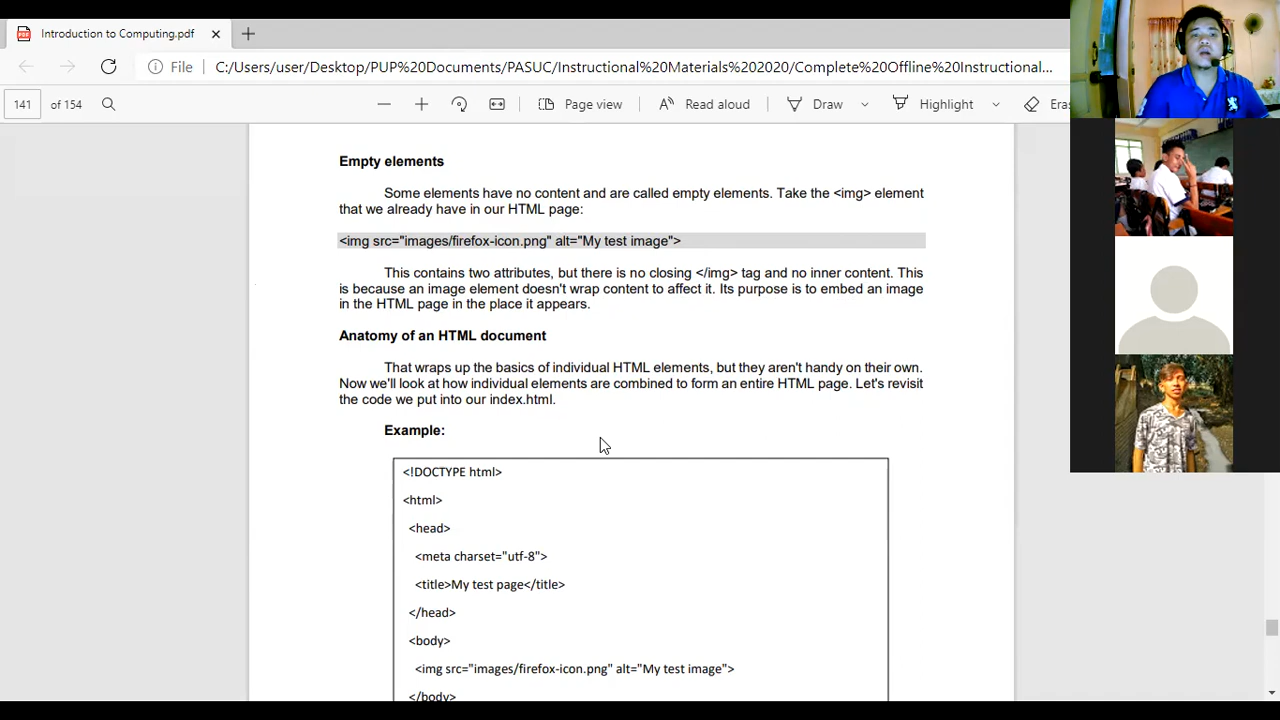 Introduction to Computing.pdf
File
C:/Users/user/Desktop/PUP%20Documents/PASUC/Instructional%20Materials%202020/Complete%20Offline%20Instructional...
141 of 154
Page view
Read aloud
Draw
Highlight
Eras
Empty elements
Some elements have no content and are called empty elements. Take the <img> element
that we already have in our HTML page:
<img src="images/firefox-icon.png" alt="My test image">
This contains two attributes, but there is no closing </img> tag and no inner content. This
is because an image element doesn't wrap content to affect it. Its purpose is to embed an image
in the HTML page in the place it appears.
Anatomy of an HTML document
That wraps up the basics of individual HTML elements, but they aren't handy on their own.
Now we'll look at how individual elements are combined to form an entire HTML page. Let's revisit
the code we put into our index.html.
Example:
<!DOCTYPE html>
<html>
<head>
<meta charset="utf-8">
<title>My test page</title>
</head>
<body>
<img src="images/firefox-icon.png" alt="My test image">
</body>